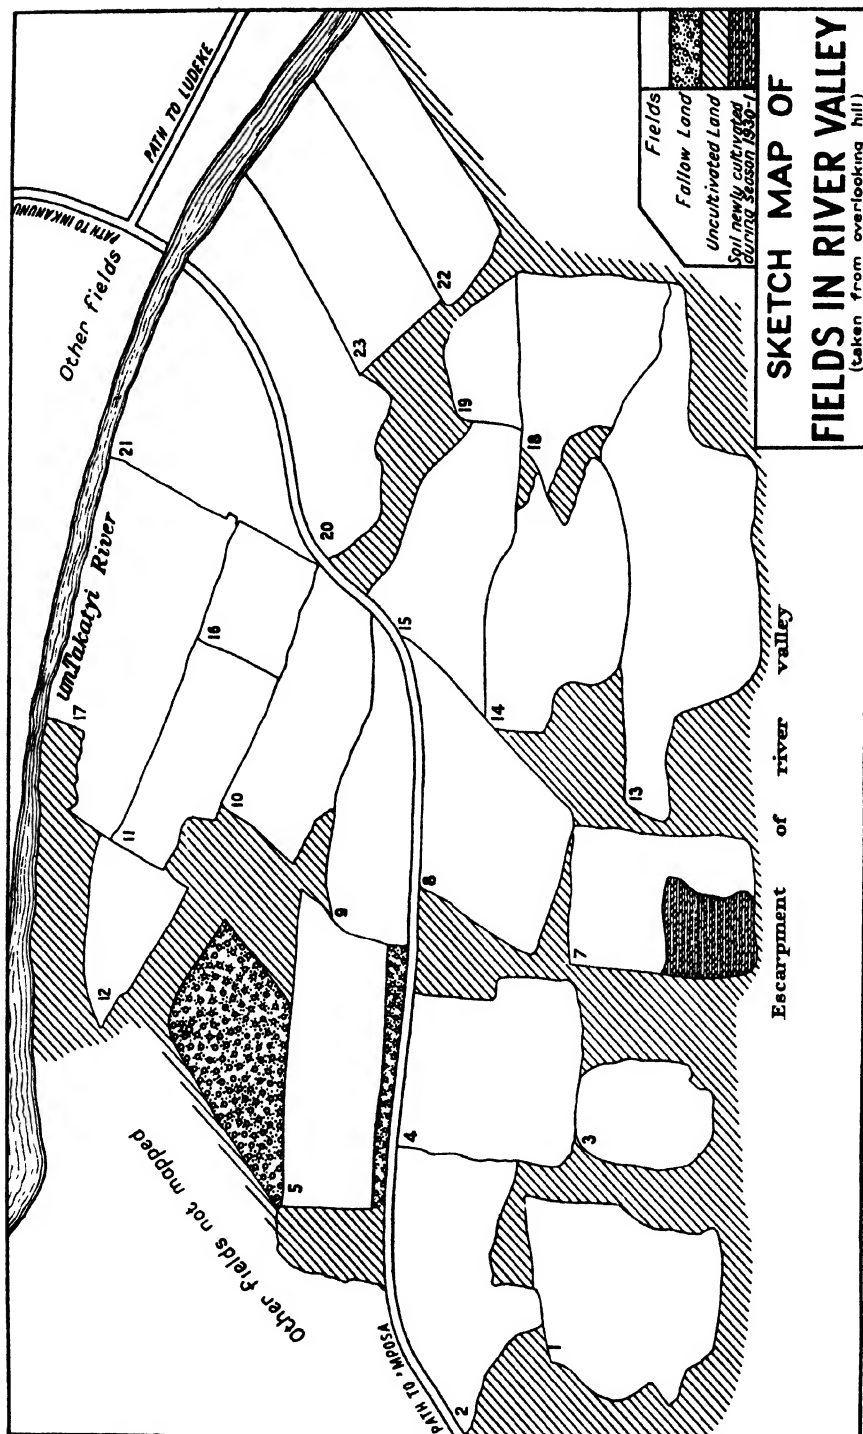 SKETCH MAP OF
FIELDS IN RIVER VALLEY
(taken from overlooking hill)
Fields
Fallow Land
Uncultivated Land
Soil newly cultivated
during season 1930-1
PATH TO LUDEKE
PATH TO INKANUNU
Other fields
umTakatyi River
Other fields not mapped
PATH TO 'MPOSA
Escarpment of river valley
1
2
3
4
5
7
8
9
10
11
12
13
14
15
16
17
18
19
20
21
22
23